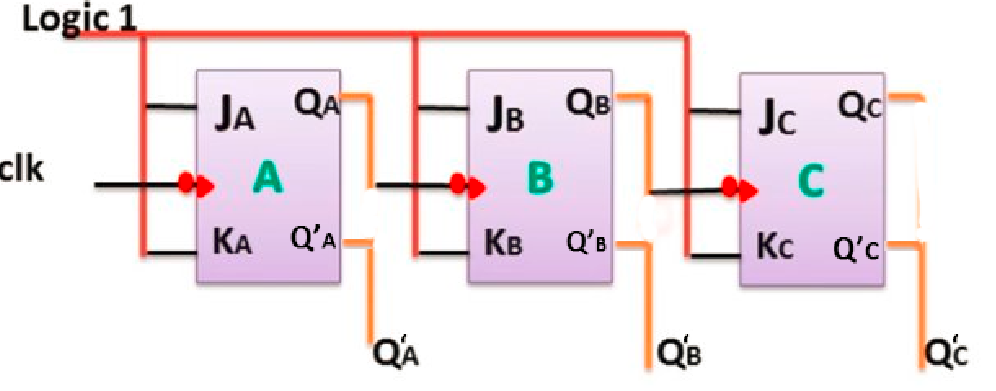 Logic 1
JA QA JB QB JC QC
clk A B C
KA Q'A KB Q'B KC Q'C
Q'A Q'B Q'C